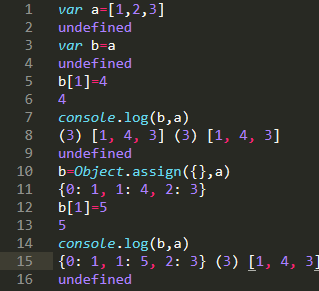 1 var a=[1,2,3]
2 undefined
3 var b=a
4 undefined
5 b[1]=4
6 4
7 console.log(b,a)
8 (3) [1, 4, 3] (3) [1, 4, 3]
9 undefined
10 b=Object.assign({},a)
11 {0: 1, 1: 4, 2: 3}
12 b[1]=5
13 5
14 console.log(b,a)
15 {0: 1, 1: 5, 2: 3} (3) [1, 4, 3]
16 undefined